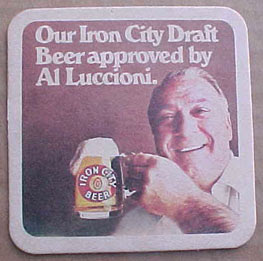 Our Iron City Draft
Beer approved by
Al Luccioni.
IRON CITY
BEER